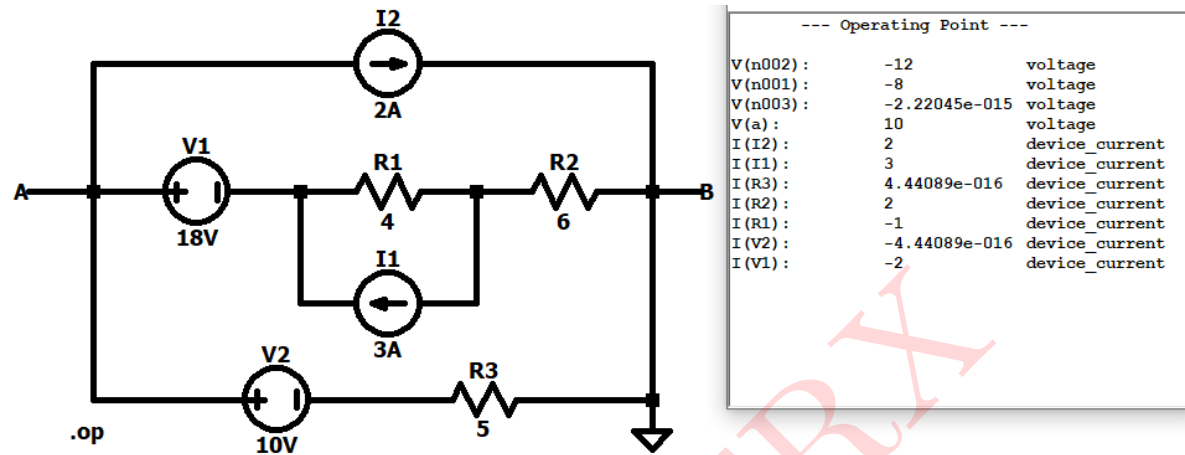 I2
2A
V1
A
18V
R1
4
R2
6
B
I1
3A
V2
10V
R3
5
.op
--- Operating Point ---
V(n002): -12 voltage
V(n001): -8 voltage
V(n003): -2.22045e-015 voltage
V(a): 10 voltage
I(I2): 2 device_current
I(I1): 3 device_current
I(R3): 4.44089e-016 device_current
I(R2): 2 device_current
I(R1): -1 device_current
I(V2): -4.44089e-016 device_current
I(V1): -2 device_current
RX